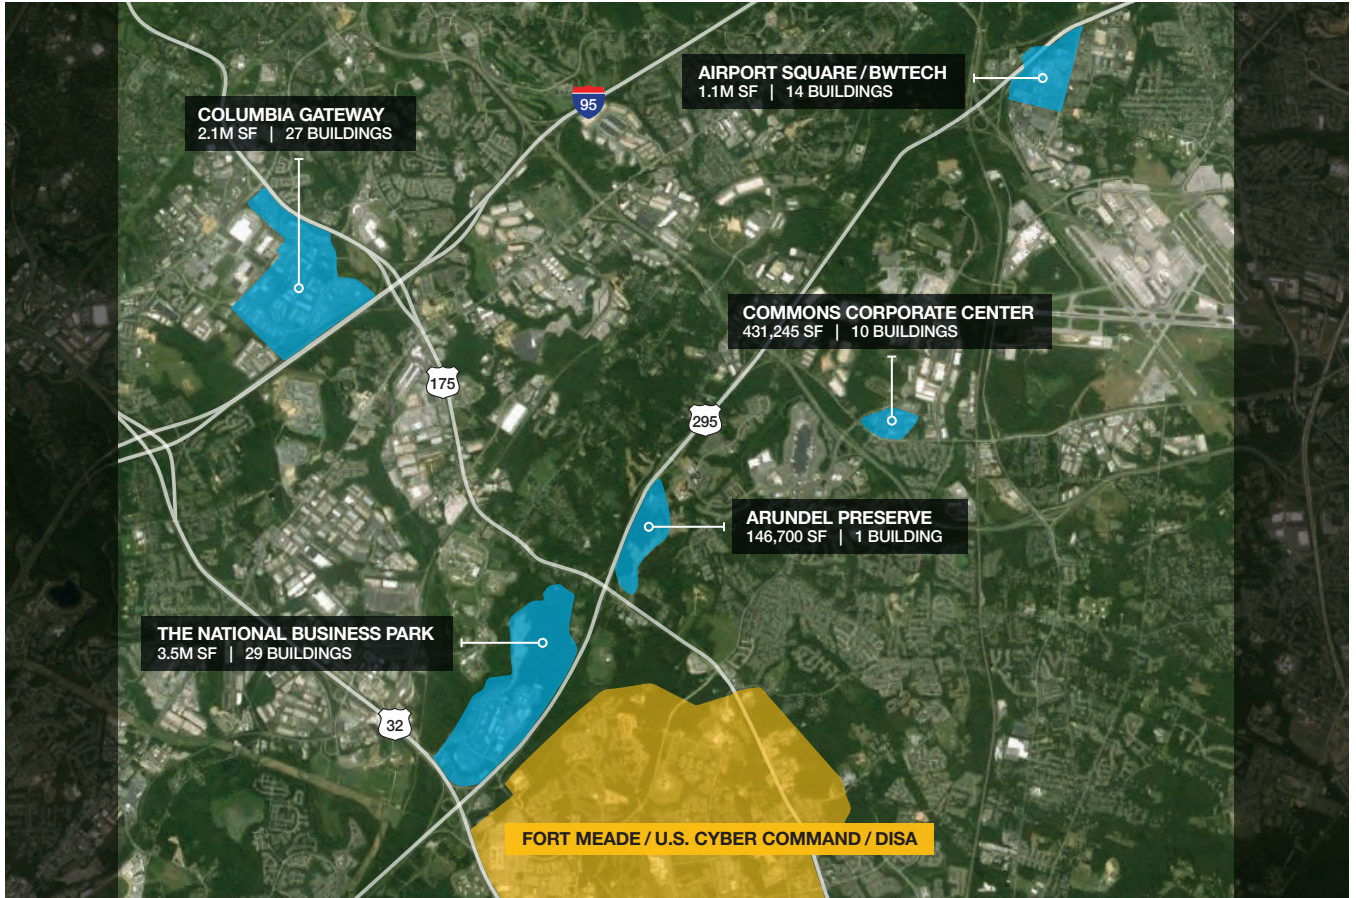 AIRPORT SQUARE / BWTECH
1.1M SF | 14 BUILDINGS
95
COLUMBIA GATEWAY
2.1M SF | 27 BUILDINGS
COMMONS CORPORATE CENTER
431,245 SF | 10 BUILDINGS
175
295
ARUNDEL PRESERVE
146,700 SF | 1 BUILDING
THE NATIONAL BUSINESS PARK
3.5M SF | 29 BUILDINGS
32
FORT MEADE / U.S. CYBER COMMAND / DISA